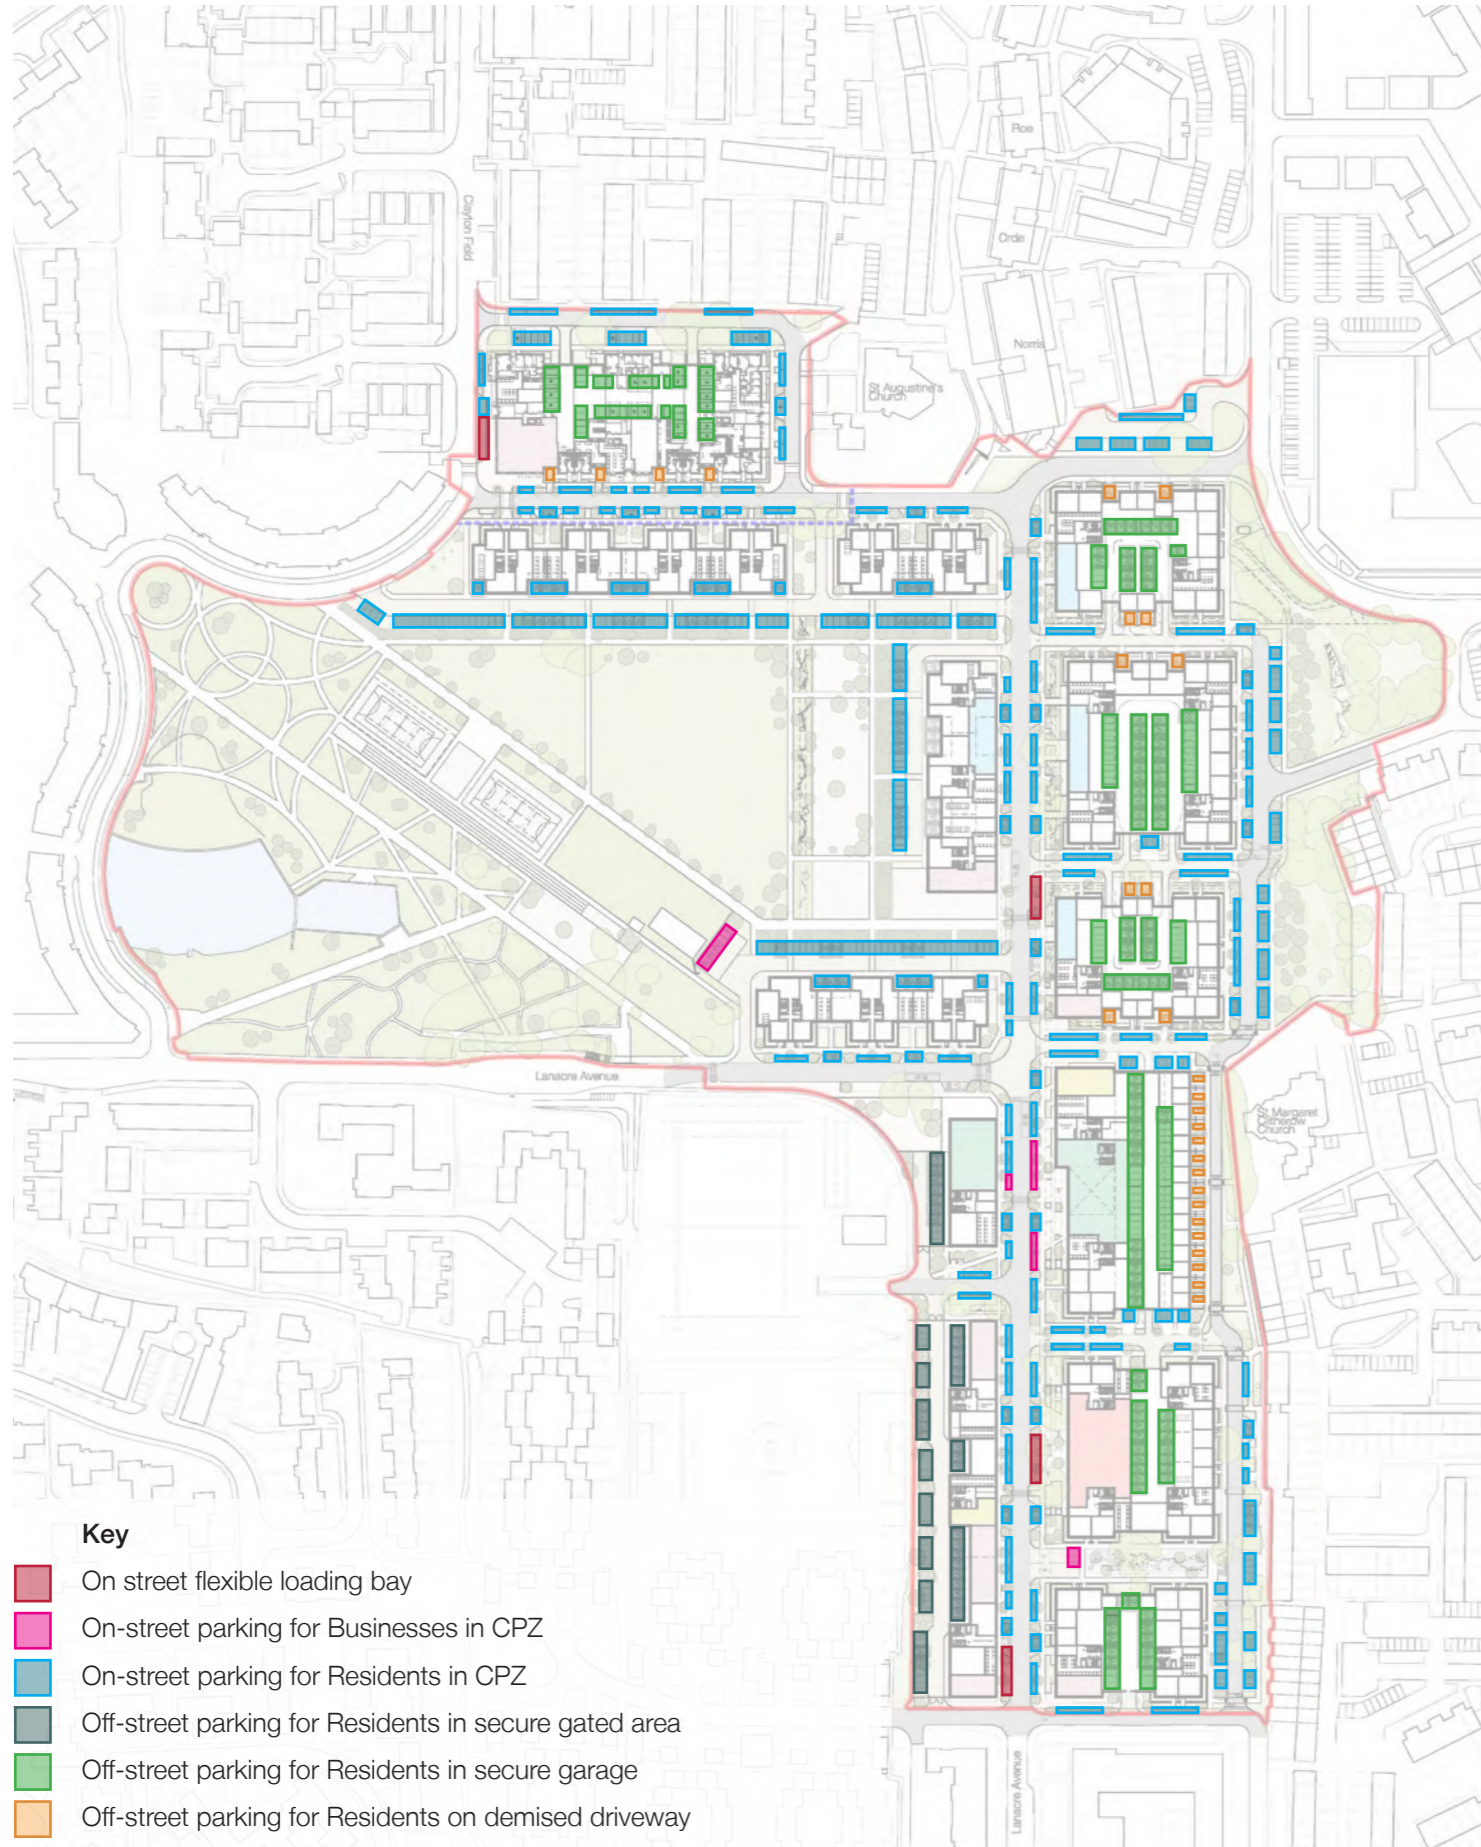 Roe
Clayton Field
Orde
Norris
St Augustine's
Church
Lanacre Avenue
St Margaret
Clitherow
Church
Key
On street flexible loading bay
On-street parking for Businesses in CPZ
On-street parking for Residents in CPZ
Off-street parking for Residents in secure gated area
Off-street parking for Residents in secure garage
Off-street parking for Residents on demised driveway
Lanacre Avenue